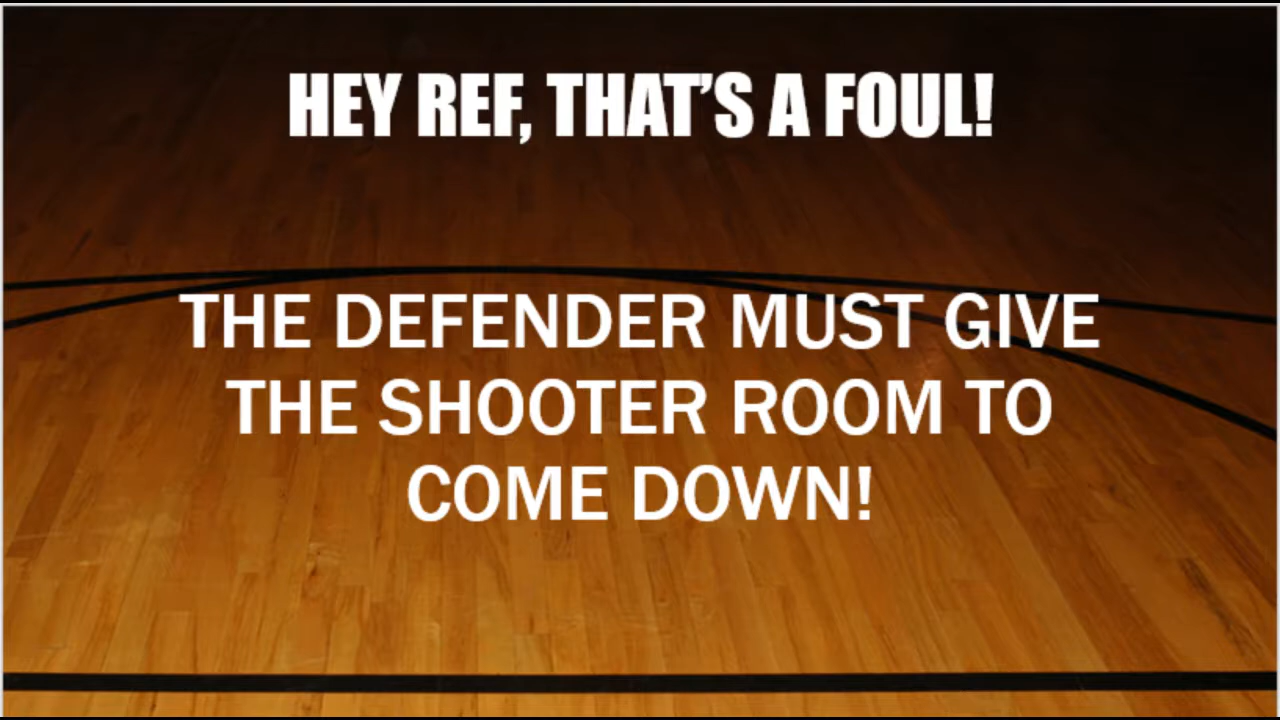 HEY REF, THAT'S A FOUL!
THE DEFENDER MUST GIVE
THE SHOOTER ROOM TO
COME DOWN!